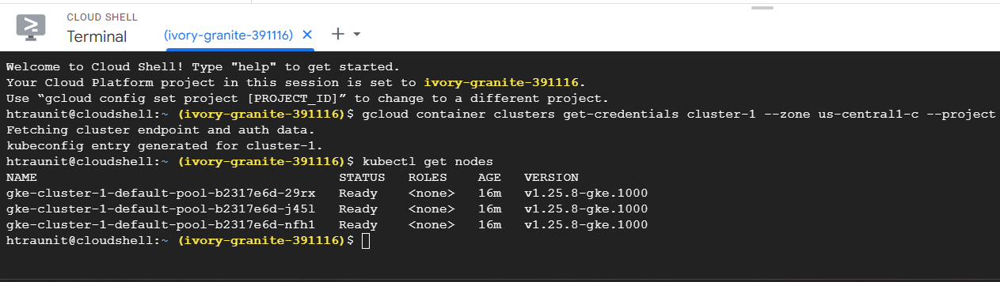 CLOUD SHELL
Terminal (ivory-granite-391116)
Welcome to Cloud Shell! Type "help" to get started.
Your Cloud Platform project in this session is set to ivory-granite-391116.
Use “gcloud config set project [PROJECT_ID]” to change to a different project.
htraunit@cloudshell:~ (ivory-granite-391116)$ gcloud container clusters get-credentials cluster-1 --zone us-central1-c --project
Fetching cluster endpoint and auth data.
kubeconfig entry generated for cluster-1.
htraunit@cloudshell:~ (ivory-granite-391116)$ kubectl get nodes
NAME STATUS ROLES AGE VERSION
gke-cluster-1-default-pool-b2317e6d-29rx Ready <none> 16m v1.25.8-gke.1000
gke-cluster-1-default-pool-b2317e6d-j45l Ready <none> 16m v1.25.8-gke.1000
gke-cluster-1-default-pool-b2317e6d-nfh1 Ready <none> 16m v1.25.8-gke.1000
htraunit@cloudshell:~ (ivory-granite-391116)$